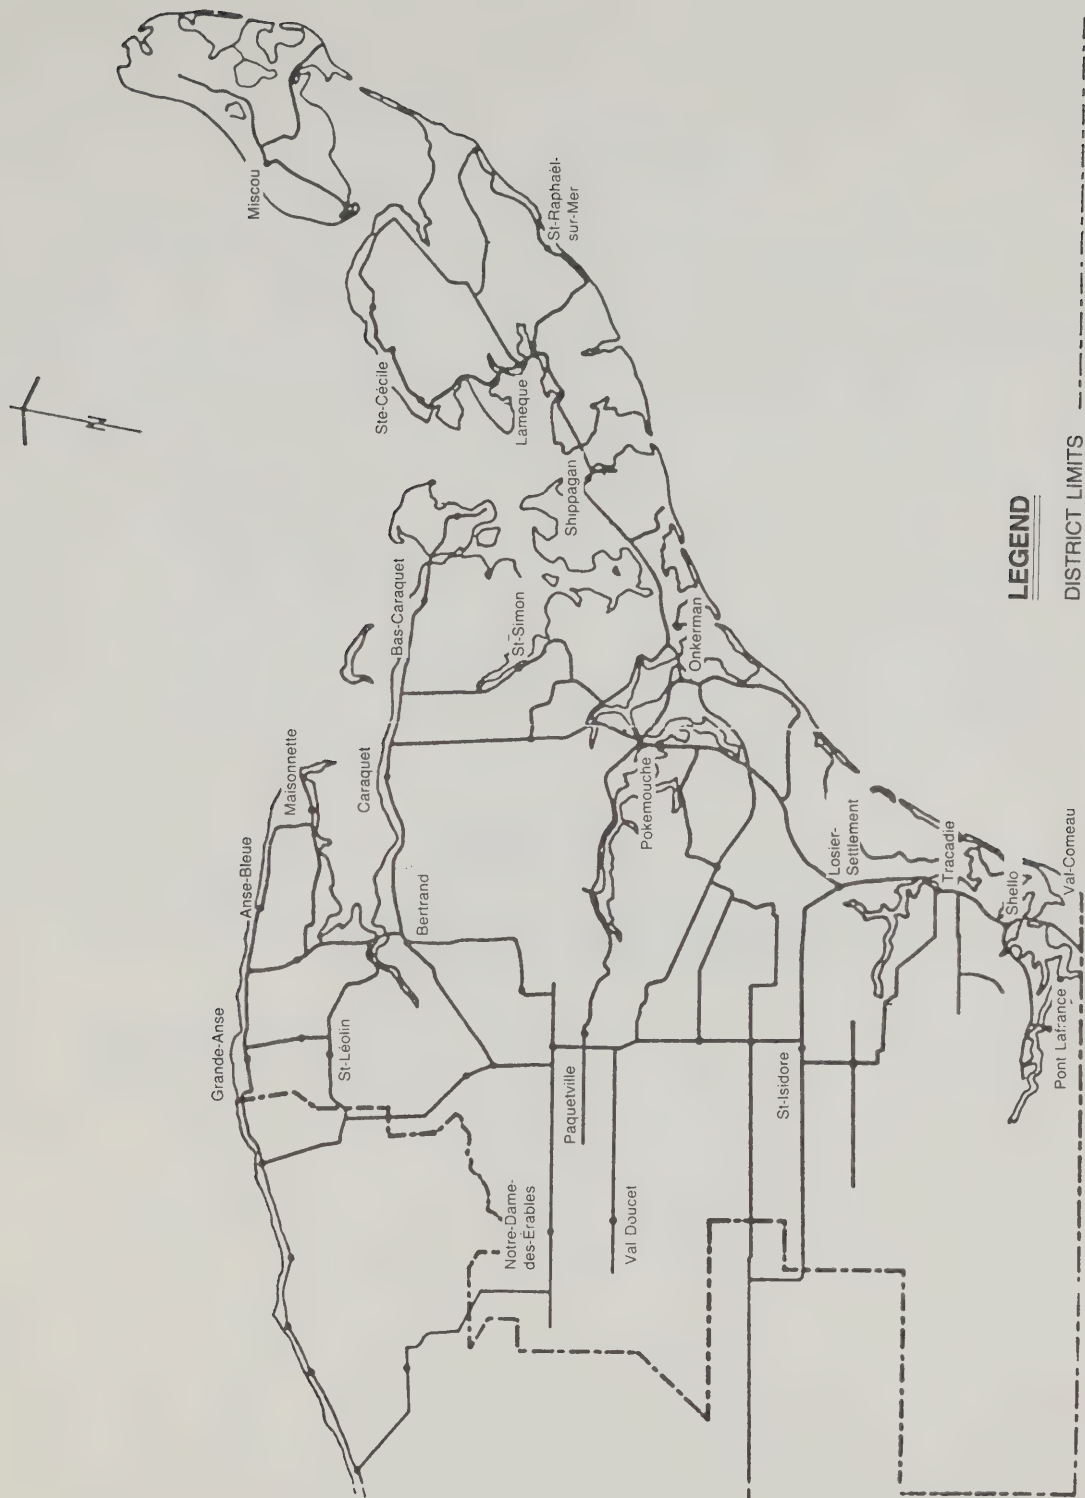 Miscou
St-Raphaël-
sur-Mer
Ste-Cécile
Lameque
Shippagan
Bas-Caraquet
St-Simon
Onkerman
Maisonnette
Caraquet
Anse-Bleue
Bertrand
Pokemouche
Losier-
Settlement
Tracadie
Shello
Val-Comeau
Grande-Anse
St-Léolin
Paquetville
St-Isidore
Pont Lafrance
Notre-Dame-
des-Érables
Val Doucet
N
LEGEND
DISTRICT LIMITS